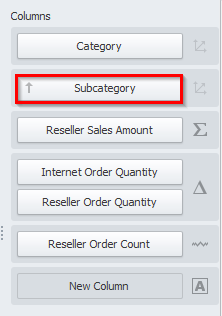 Columns
Category
Subcategory
Reseller Sales Amount
Σ
Internet Order Quantity
Δ
Reseller Order Quantity
Reseller Order Count
New Column
A